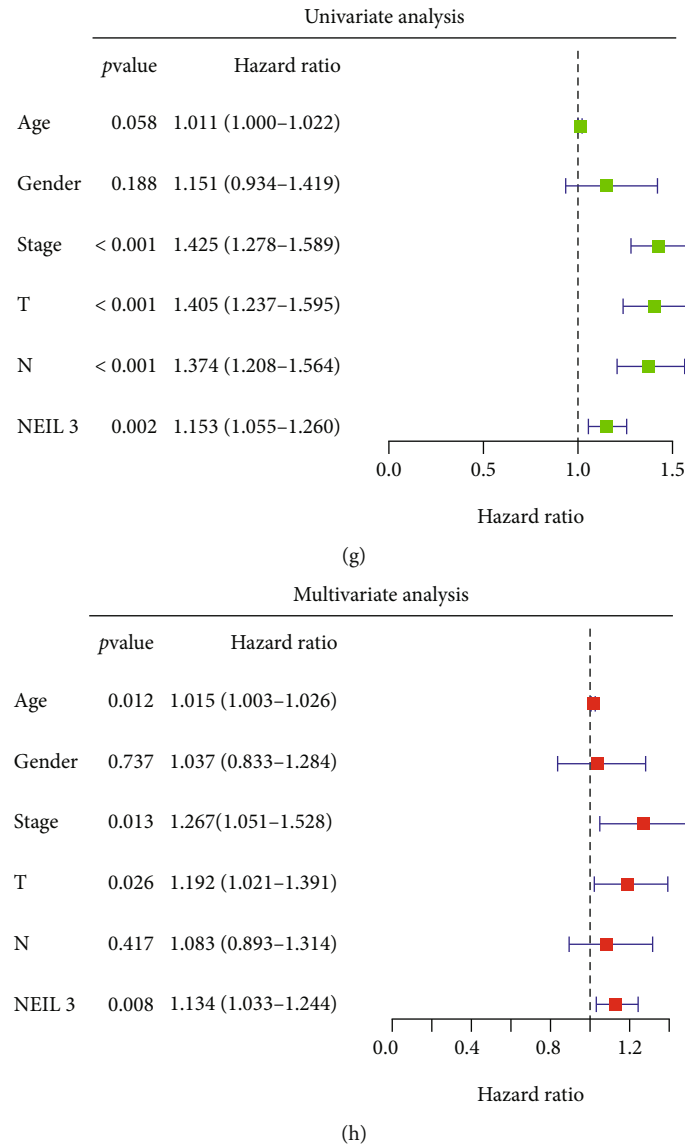 Univariate analysis
pvalue Hazard ratio
Age 0.058 1.011 (1.000–1.022)
Gender 0.188 1.151 (0.934–1.419)
Stage < 0.001 1.425 (1.278–1.589)
T < 0.001 1.405 (1.237–1.595)
N < 0.001 1.374 (1.208–1.564)
NEIL 3 0.002 1.153 (1.055–1.260)
0.0 0.5 1.0 1.5
Hazard ratio
(g)
Multivariate analysis
pvalue Hazard ratio
Age 0.012 1.015 (1.003–1.026)
Gender 0.737 1.037 (0.833–1.284)
Stage 0.013 1.267(1.051–1.528)
T 0.026 1.192 (1.021–1.391)
N 0.417 1.083 (0.893–1.314)
NEIL 3 0.008 1.134 (1.033–1.244)
0.0 0.4 0.8 1.2
Hazard ratio
(h)